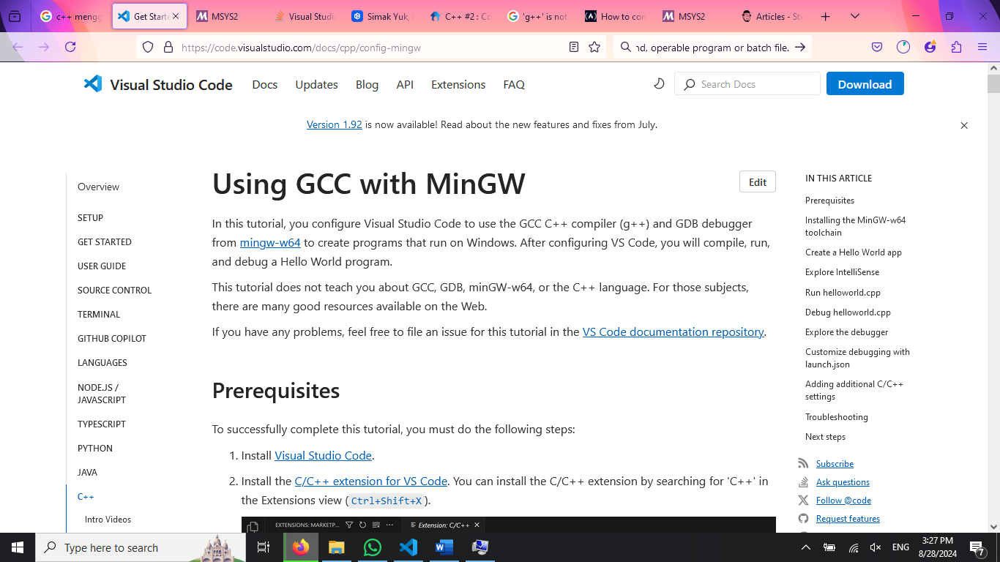 c++ mengg
Get Starte
MSYS2
Visual Studi
Simak Yuk,
C++ #2 : Co
'g++' is not
How to con
MSYS2
Articles - Ste
https://code.visualstudio.com/docs/cpp/config-mingw
nd, operable program or batch file.
Visual Studio Code
Docs
Updates
Blog
API
Extensions
FAQ
Search Docs
Download
Version 1.92 is now available! Read about the new features and fixes from July.
Overview
SETUP
GET STARTED
USER GUIDE
SOURCE CONTROL
TERMINAL
GITHUB COPILOT
LANGUAGES
NODE.JS /
JAVASCRIPT
TYPESCRIPT
PYTHON
JAVA
C++
Intro Videos
Using GCC with MinGW
Edit
In this tutorial, you configure Visual Studio Code to use the GCC C++ compiler (g++) and GDB debugger
from mingw-w64 to create programs that run on Windows. After configuring VS Code, you will compile, run,
and debug a Hello World program.
This tutorial does not teach you about GCC, GDB, minGW-w64, or the C++ language. For those subjects,
there are many good resources available on the Web.
If you have any problems, feel free to file an issue for this tutorial in the VS Code documentation repository.
Prerequisites
To successfully complete this tutorial, you must do the following steps:
1. Install Visual Studio Code.
2. Install the C/C++ extension for VS Code. You can install the C/C++ extension by searching for 'C++' in
the Extensions view (Ctrl+Shift+X).
EXTENSIONS: MARKETP...
Extension: C/C++
IN THIS ARTICLE
Prerequisites
Installing the MinGW-w64
toolchain
Create a Hello World app
Explore IntelliSense
Run helloworld.cpp
Debug helloworld.cpp
Explore the debugger
Customize debugging with
launch.json
Adding additional C/C++
settings
Troubleshooting
Next steps
Subscribe
Ask questions
Follow @code
Request features
Type here to search
ENG
3:27 PM
8/28/2024
7